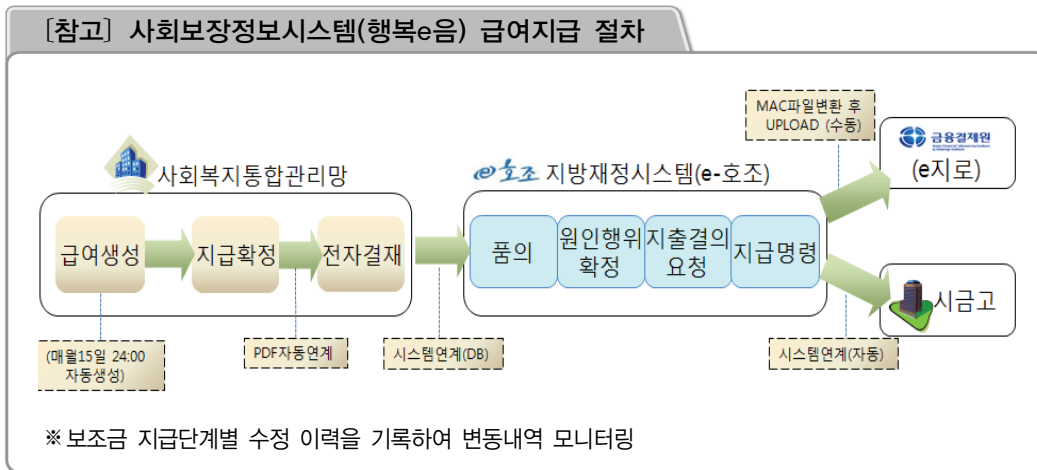 [참고] 사회보장정보시스템(행복e음) 급여지급 절차
MAC파일변환 후
UPLOAD (수동)
금융결제원
(e지로)
사회복지통합관리망
e호조 지방재정시스템(e-호조)
급여생성
지급확정
전자결재
품의
원인행위
확정
지출결의
요청
지급명령
시금고
(매월15일 24:00
자동생성)
PDF자동연계
시스템연계(DB)
시스템연계(자동)
※ 보조금 지급단계별 수정 이력을 기록하여 변동내역 모니터링